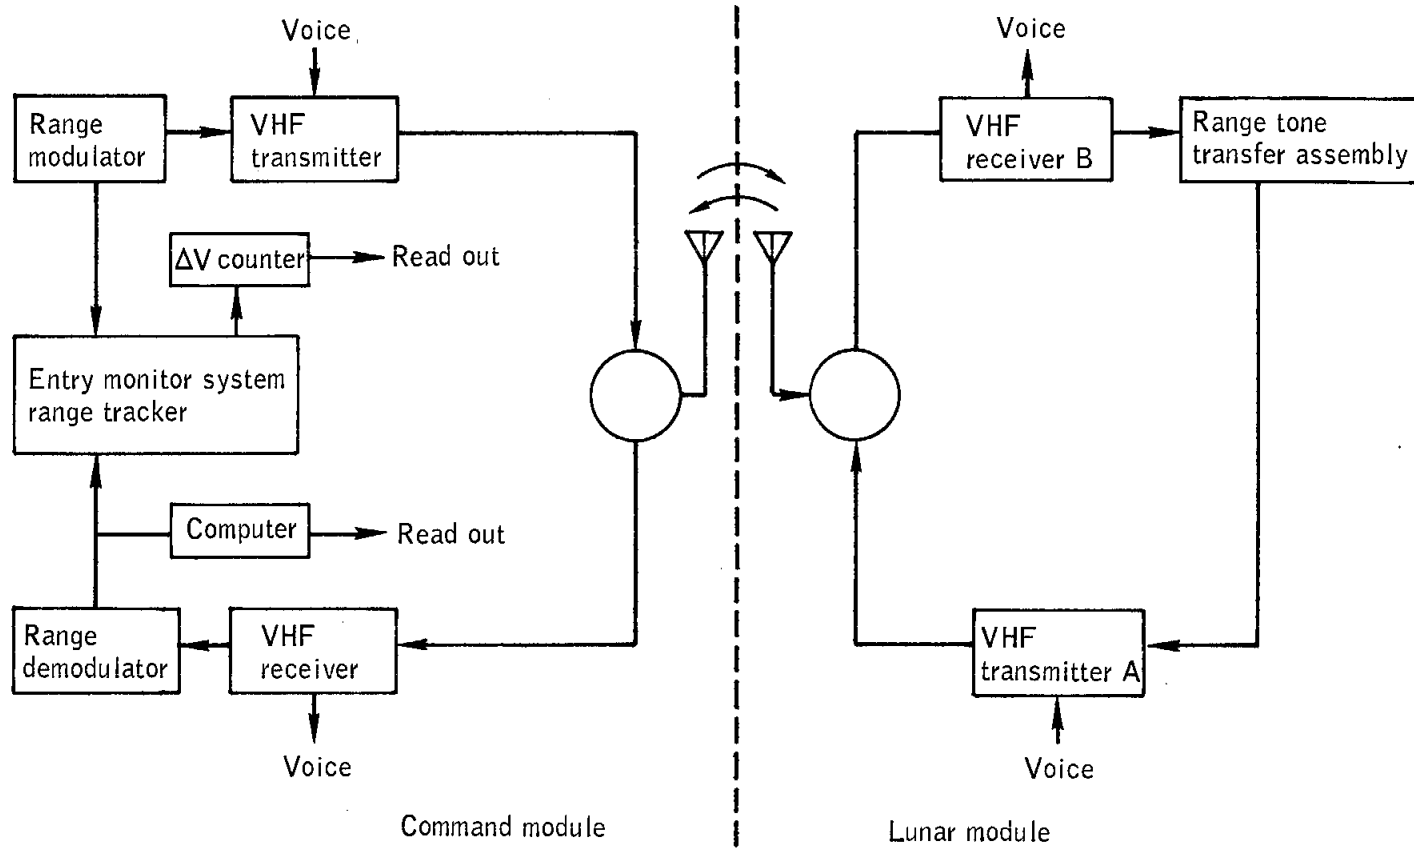 Voice
Range
modulator
VHF
transmitter
ΔV counter
Read out
Entry monitor system
range tracker
Computer
Read out
Range
demodulator
VHF
receiver
Voice
Command module
Voice
VHF
receiver B
Range tone
transfer assembly
VHF
transmitter A
Voice
Lunar module